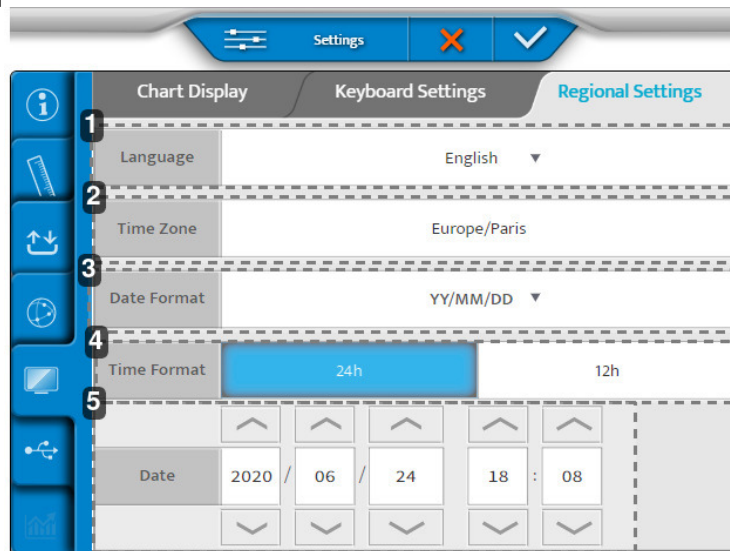 Settings
Chart Display Keyboard Settings Regional Settings
1
Language English ▼
2
Time Zone Europe/Paris
3
Date Format YY/MM/DD ▼
4
Time Format 24h 12h
5
Date 2020 / 06 / 24 18 : 08